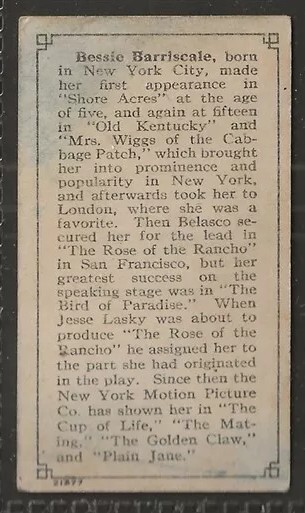 Bessie Barriscale, born
in New York City, made
her first appearance in
"Shore Acres" at the age
of five, and again at fifteen
in "Old Kentucky" and
"Mrs. Wiggs of the Cab-
bage Patch," which brought
her into prominence and
popularity in New York,
and afterwards took her to
London, where she was a
favorite. Then Belasco se-
cured her for the lead in
"The Rose of the Rancho"
in San Francisco, but her
greatest success on the
speaking stage was in "The
Bird of Paradise." When
Jesse Lasky was about to
produce "The Rose of the
Rancho" he assigned her to
the part she had originated
in the play. Since then the
New York Motion Picture
Co. has shown her in "The
Cup of Life," "The Mat-
ing," "The Golden Claw,"
and "Plain Jane."